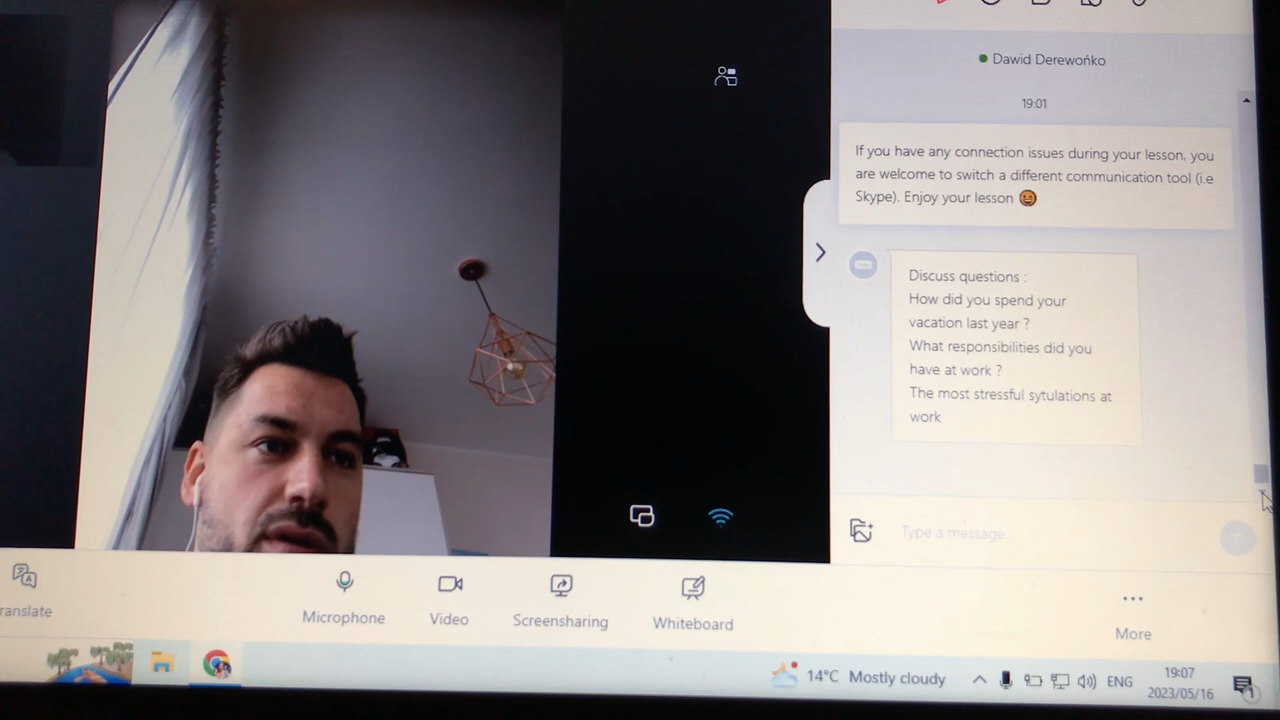 Dawid Derewońko
19:01
If you have any connection issues during your lesson, you
are welcome to switch a different communication tool (i.e
Skype). Enjoy your lesson 😀
Discuss questions :
How did you spend your
vacation last year ?
What responsibilities did you
have at work ?
The most stressful sytulations at
work
Type a message...
ranslate
Microphone
Video
Screensharing
Whiteboard
More
14°C Mostly cloudy
ENG
19:07
2023/05/16
1